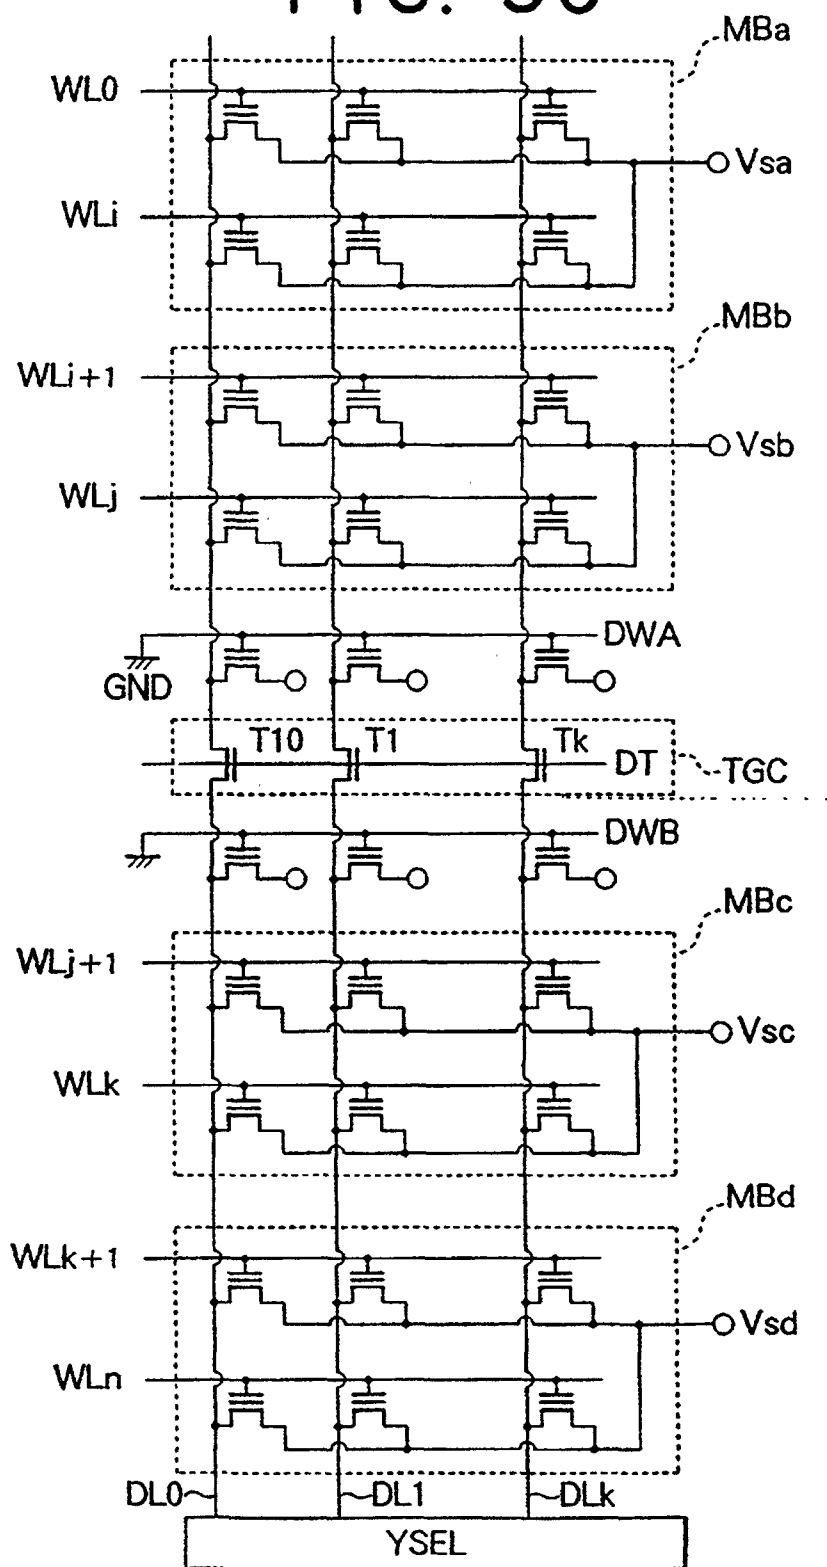 MBa
WL0
Vsa
WLi
MBb
WLi+1
Vsb
WLj
DWA
GND
T10 T1 Tk
DT
TGC
DWB
MBc
WLj+1
Vsc
WLk
MBd
WLk+1
Vsd
WLn
DL0 DL1 DLk
YSEL